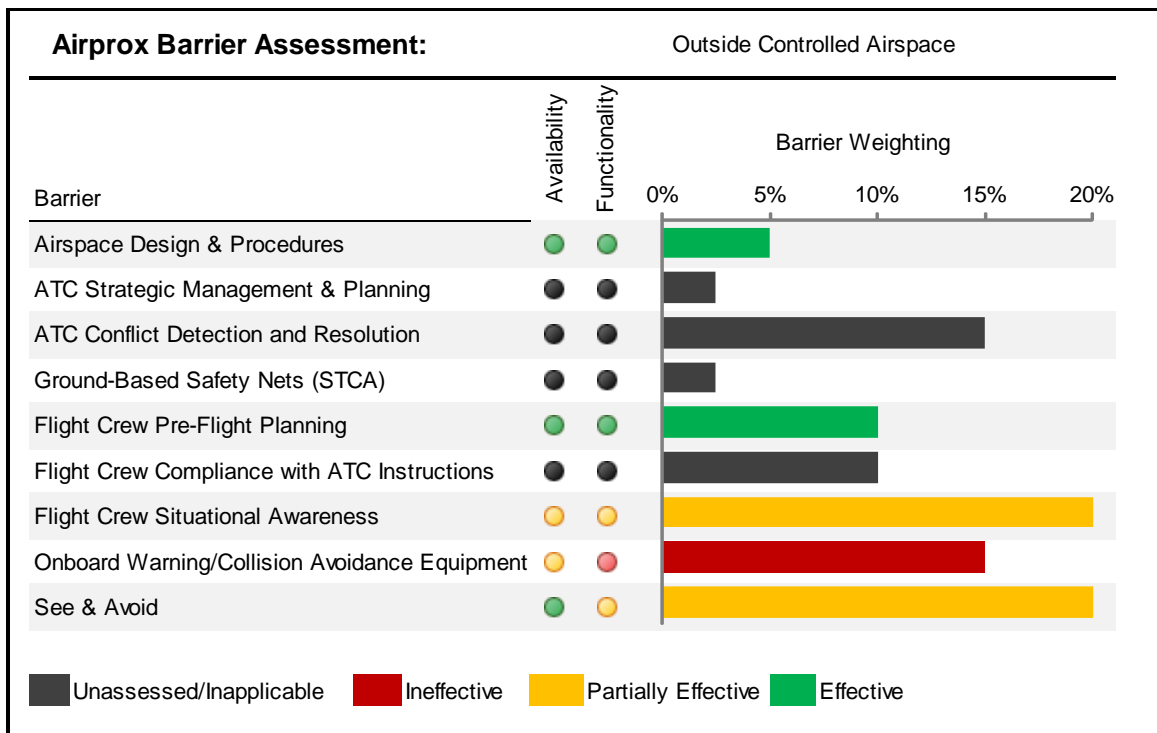 Airprox Barrier Assessment: Outside Controlled Airspace
Availability
Functionality
Barrier Weighting
Barrier
0% 5% 10% 15% 20%
Airspace Design & Procedures
ATC Strategic Management & Planning
ATC Conflict Detection and Resolution
Ground-Based Safety Nets (STCA)
Flight Crew Pre-Flight Planning
Flight Crew Compliance with ATC Instructions
Flight Crew Situational Awareness
Onboard Warning/Collision Avoidance Equipment
See & Avoid
Unassessed/Inapplicable Ineffective Partially Effective Effective